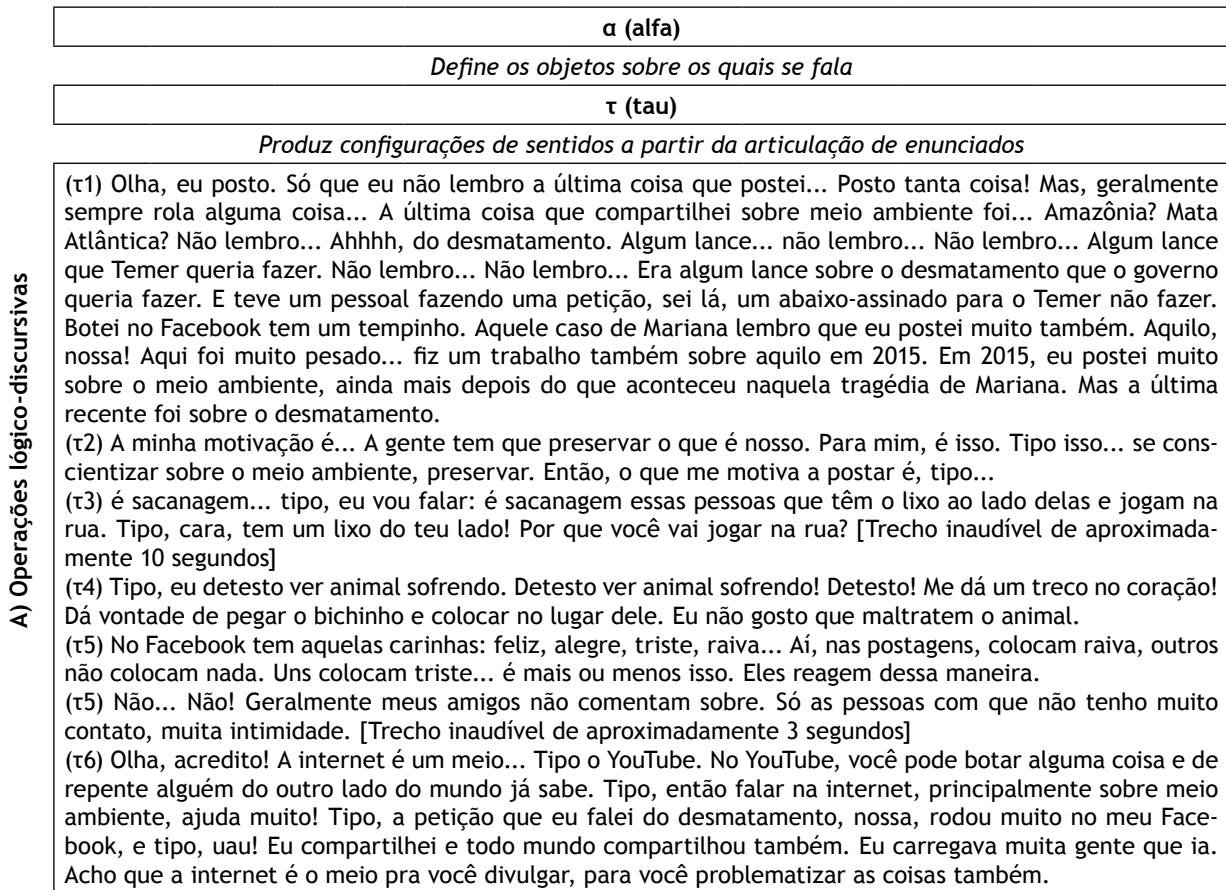 α (alfa)
Define os objetos sobre os quais se fala
τ (tau)
Produz configurações de sentidos a partir da articulação de enunciados
A) Operações lógico-discursivas
(τ1) Olha, eu posto. Só que eu não lembro a última coisa que postei... Posto tanta coisa! Mas, geralmente
sempre rola alguma coisa... A última coisa que compartilhei sobre meio ambiente foi... Amazônia? Mata
Atlântica? Não lembro... Ahhhh, do desmatamento. Algum lance... não lembro... Não lembro... Algum lance
que Temer queria fazer. Não lembro... Não lembro... Era algum lance sobre o desmatamento que o governo
queria fazer. E teve um pessoal fazendo uma petição, sei lá, um abaixo-assinado para o Temer não fazer.
Botei no Facebook tem um tempinho. Aquele caso de Mariana lembro que eu postei muito também. Aquilo,
nossa! Aqui foi muito pesado... fiz um trabalho também sobre aquilo em 2015. Em 2015, eu postei muito
sobre o meio ambiente, ainda mais depois do que aconteceu naquela tragédia de Mariana. Mas a última
recente foi sobre o desmatamento.
(τ2) A minha motivação é... A gente tem que preservar o que é nosso. Para mim, é isso. Tipo isso... se cons-
cientizar sobre o meio ambiente, preservar. Então, o que me motiva a postar é, tipo...
(τ3) é sacanagem... tipo, eu vou falar: é sacanagem essas pessoas que têm o lixo ao lado delas e jogam na
rua. Tipo, cara, tem um lixo do teu lado! Por que você vai jogar na rua? [Trecho inaudível de aproximada-
mente 10 segundos]
(τ4) Tipo, eu detesto ver animal sofrendo. Detesto ver animal sofrendo! Detesto! Me dá um treco no coração!
Dá vontade de pegar o bichinho e colocar no lugar dele. Eu não gosto que maltratem o animal.
(τ5) No Facebook tem aquelas carinhas: feliz, alegre, triste, raiva... Aí, nas postagens, colocam raiva, outros
não colocam nada. Uns colocam triste... é mais ou menos isso. Eles reagem dessa maneira.
(τ5) Não... Não! Geralmente meus amigos não comentam sobre. Só as pessoas com que não tenho muito
contato, muita intimidade. [Trecho inaudível de aproximadamente 3 segundos]
(τ6) Olha, acredito! A internet é um meio... Tipo o YouTube. No YouTube, você pode botar alguma coisa e de
repente alguém do outro lado do mundo já sabe. Tipo, então falar na internet, principalmente sobre meio
ambiente, ajuda muito! Tipo, a petição que eu falei do desmatamento, nossa, rodou muito no meu Face-
book, e tipo, uau! Eu compartilhei e todo mundo compartilhou também. Eu carregava muita gente que ia.
Acho que a internet é o meio pra você divulgar, para você problematizar as coisas também.